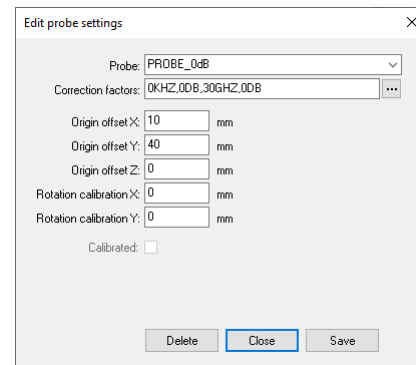 Edit probe settings
Probe: PROBE_0dB
Correction factors: 0KHZ,0DB,30GHZ,0DB ...
Origin offset X: 10 mm
Origin offset Y: 40 mm
Origin offset Z: 0 mm
Rotation calibration X: 0 mm
Rotation calibration Y: 0 mm
Calibrated:
Delete Close Save